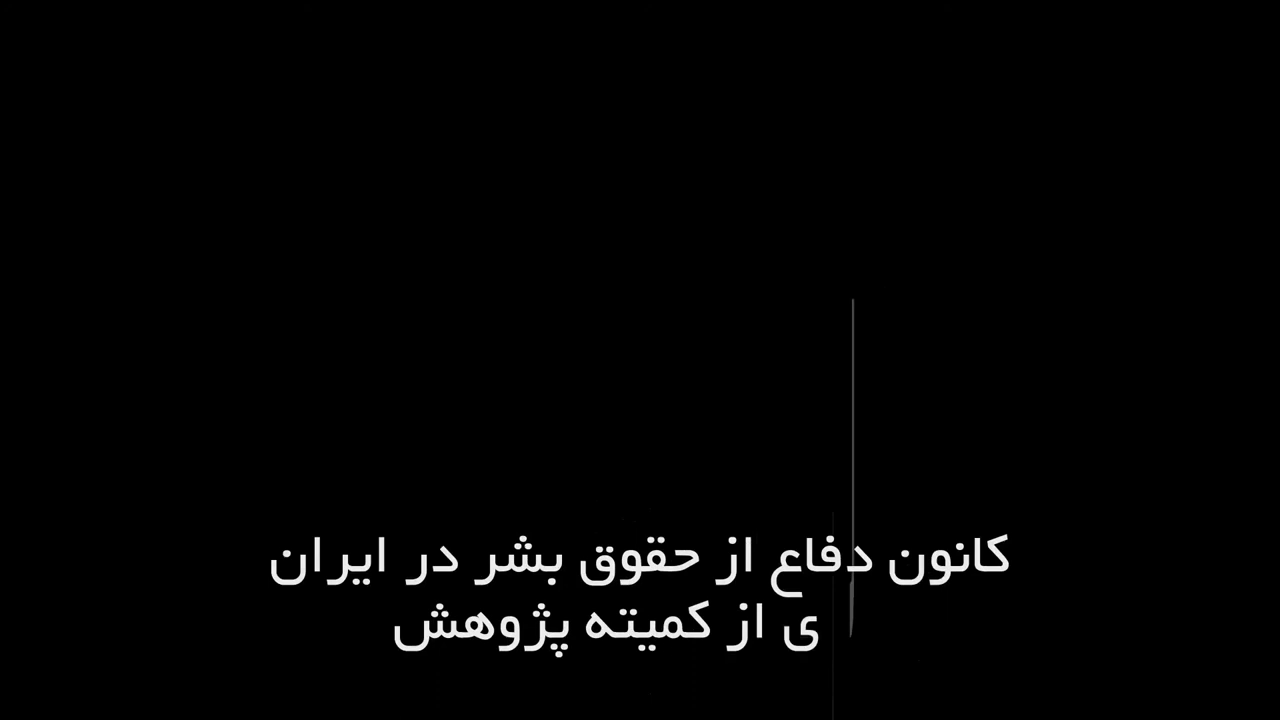 کانون دفاع از حقوق بشر در ایران
ی از کمیته پژوهش